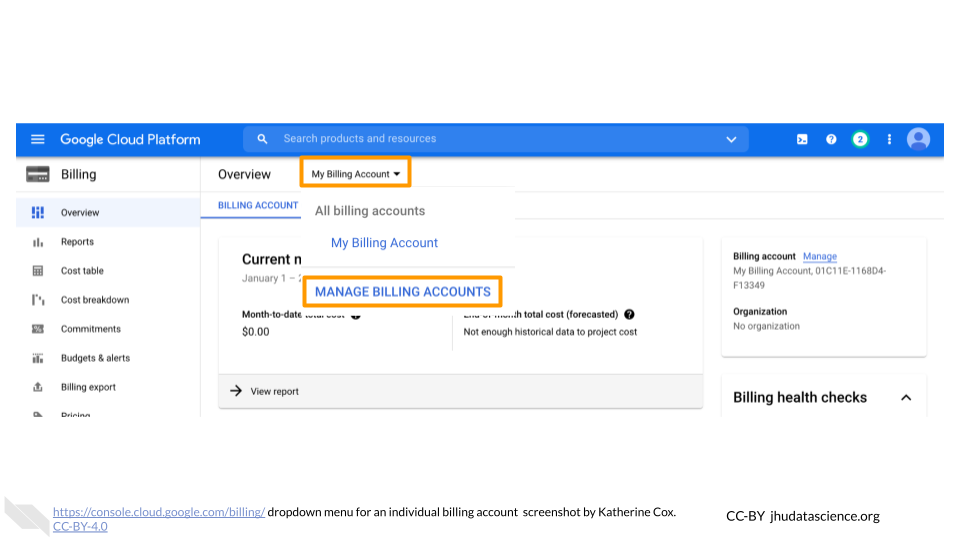 Google Cloud Platform
Search products and resources
2
Billing
Overview
My Billing Account
Overview
Reports
Cost table
Cost breakdown
Commitments
Budgets & alerts
Billing export
Pricing
BILLING ACCOUNT
All billing accounts
My Billing Account
MANAGE BILLING ACCOUNTS
Current
January 1 –
Month-to-date total cost
$0.00
End of month total cost (forecasted)
Not enough historical data to project cost
View report
Billing account Manage
My Billing Account, 01C11E-1168D4-
F13349
Organization
No organization
Billing health checks
https://console.cloud.google.com/billing/ dropdown menu for an individual billing account screenshot by Katherine Cox.
CC-BY-4.0
CC-BY jhudatascience.org